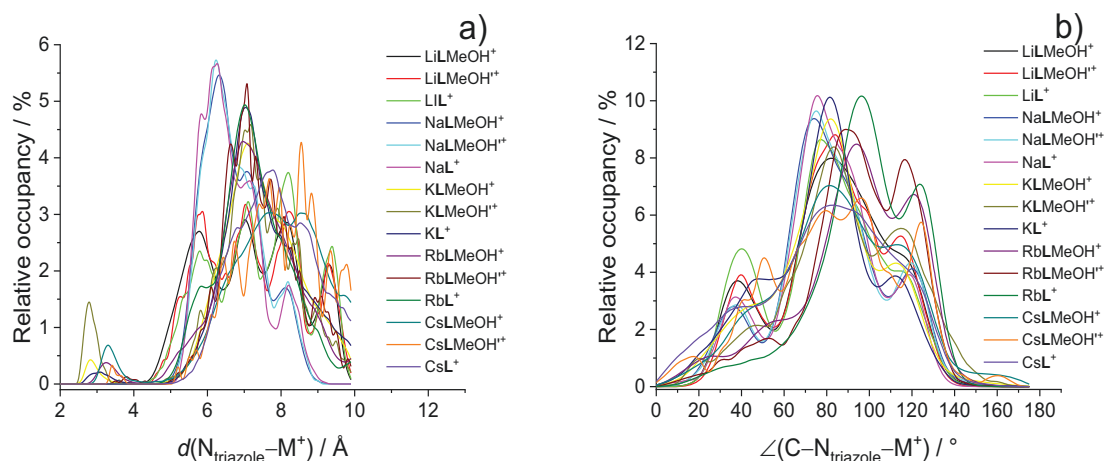 a)
Relative occupancy / %
6
5
4
3
2
1
0
2 4 6 8 10 12
d(N_triazole–M⁺) / Å
LiLMeOH⁺
LiLMeOH'⁺
LIL⁺
NaLMeOH⁺
NaLMeOH'⁺
NaL⁺
KLMeOH⁺
KLMeOH'⁺
KL⁺
RbLMeOH⁺
RbLMeOH'⁺
RbL⁺
CsLMeOH⁺
CsLMeOH'⁺
CsL⁺
b)
Relative occupancy / %
12
10
8
6
4
2
0
0 20 40 60 80 100 120 140 160 180
∠(C–N_triazole–M⁺) / °
LiLMeOH⁺
LiLMeOH'⁺
LiL⁺
NaLMeOH⁺
NaLMeOH'⁺
NaL⁺
KLMeOH⁺
KLMeOH'⁺
KL⁺
RbLMeOH⁺
RbLMeOH'⁺
RbL⁺
CsLMeOH⁺
CsLMeOH'⁺
CsL⁺